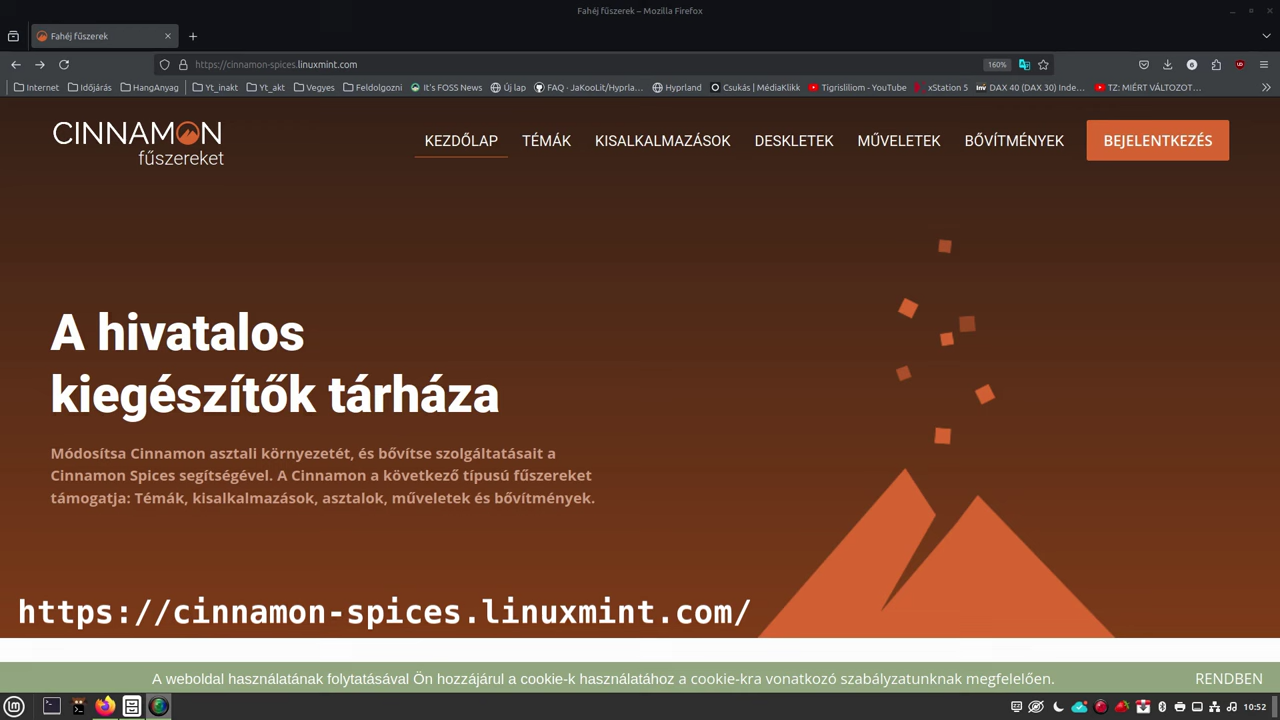 Fahéj fűszerek – Mozilla Firefox
Fahéj fűszerek
https://cinnamon-spices.linuxmint.com
160%
Internet Időjárás HangAnyag Yt_inakt Yt_akt Vegyes Feldolgozni It's FOSS News Új lap FAQ · JaKooLit/Hyprla… Hyprland Csukás | MédiaKlikk Tigrisliliom - YouTube xStation 5 DAX 40 (DAX 30) Inde… TZ: MIÉRT VÁLTOZOT…
CINNAMON
fűszereket
KEZDŐLAP TÉMÁK KISALKALMAZÁSOK DESKLETEK MŰVELETEK BŐVÍTMÉNYEK BEJELENTKEZÉS
A hivatalos
kiegészítők tárháza
Módosítsa Cinnamon asztali környezetét, és bővítse szolgáltatásait a
Cinnamon Spices segítségével. A Cinnamon a következő típusú fűszereket
támogatja: Témák, kisalkalmazások, asztalok, műveletek és bővítmények.
https://cinnamon-spices.linuxmint.com/
A weboldal használatának folytatásával Ön hozzájárul a cookie-k használatához a cookie-kra vonatkozó szabályzatunknak megfelelően. RENDBEN
10:52